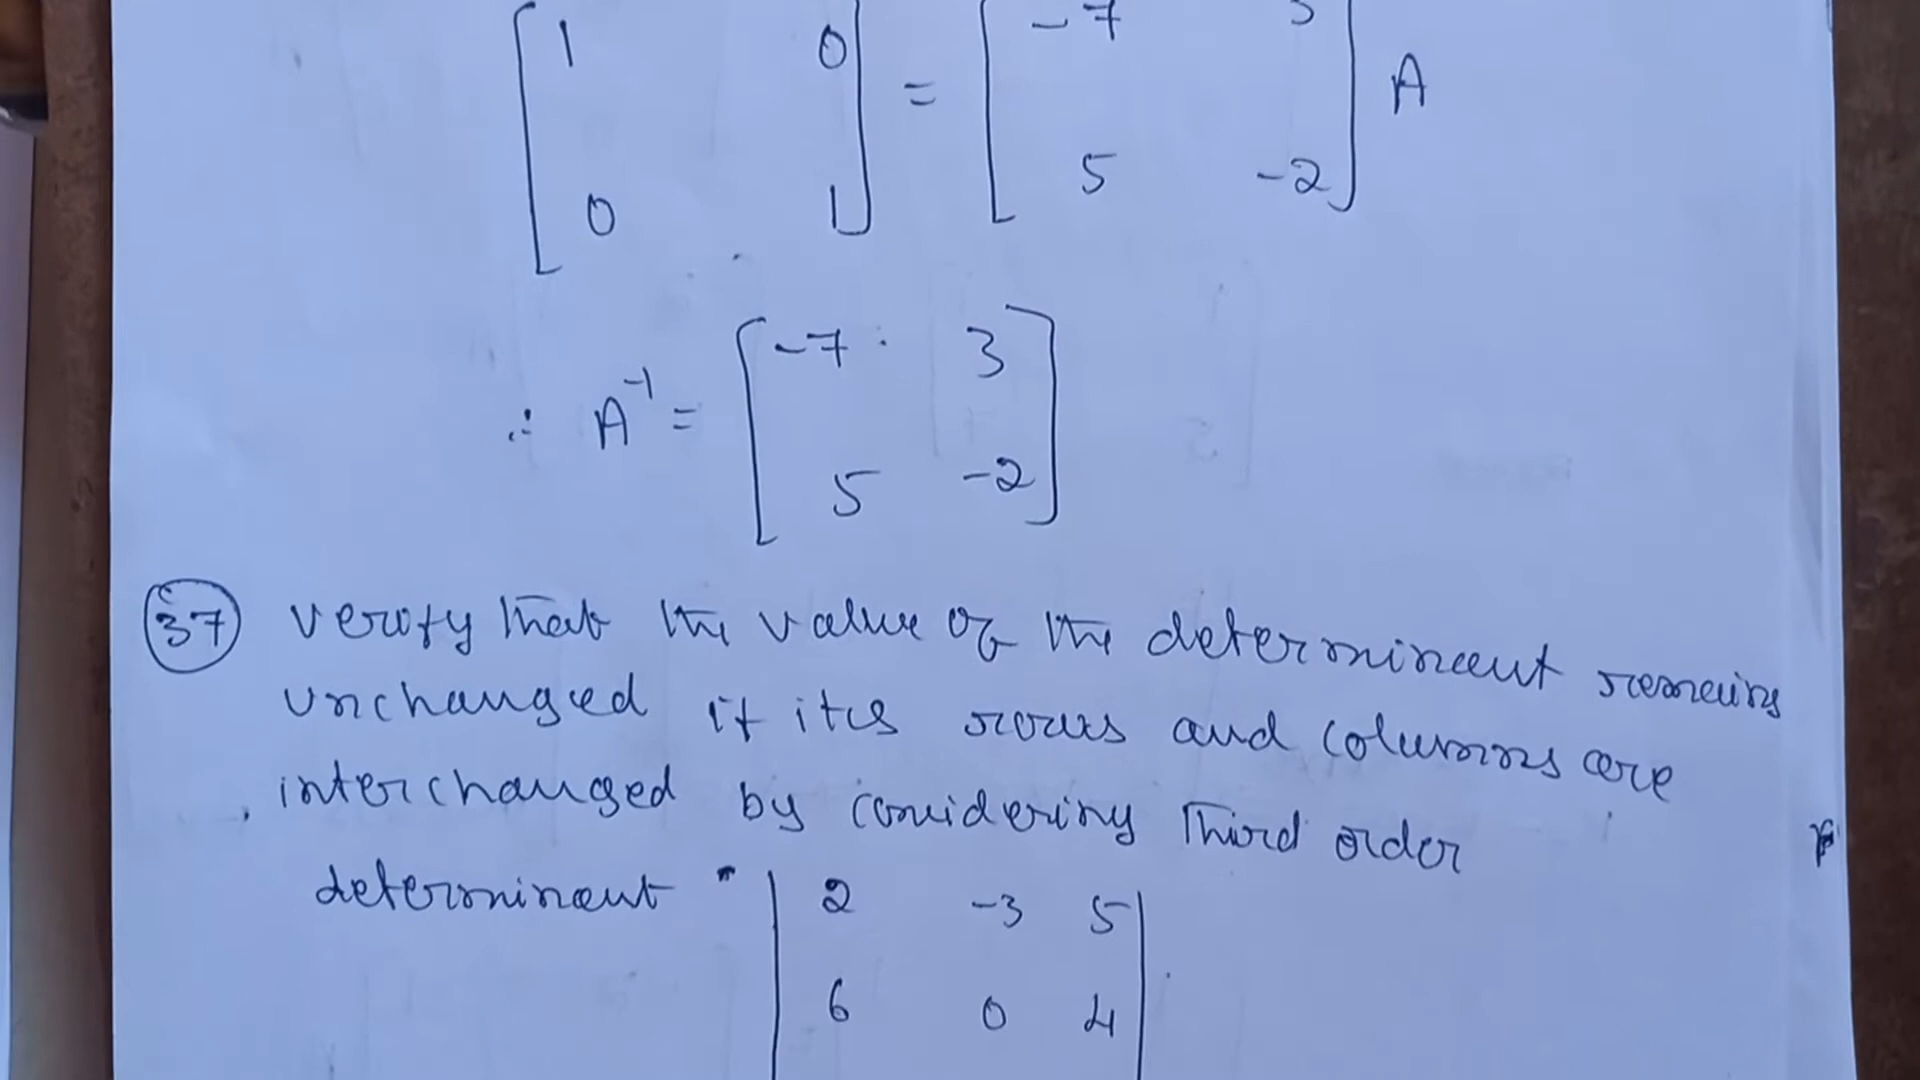 [1 0] = [-7 3] A
[0 1] [5 -2]
∴ A⁻¹ = [-7 3]
[5 -2]
37 verify that the value of the determinant remains
unchanged if its rows and columns are
interchanged by considering Third order
determinant | 2 -3 5 |
| 6 0 4 |